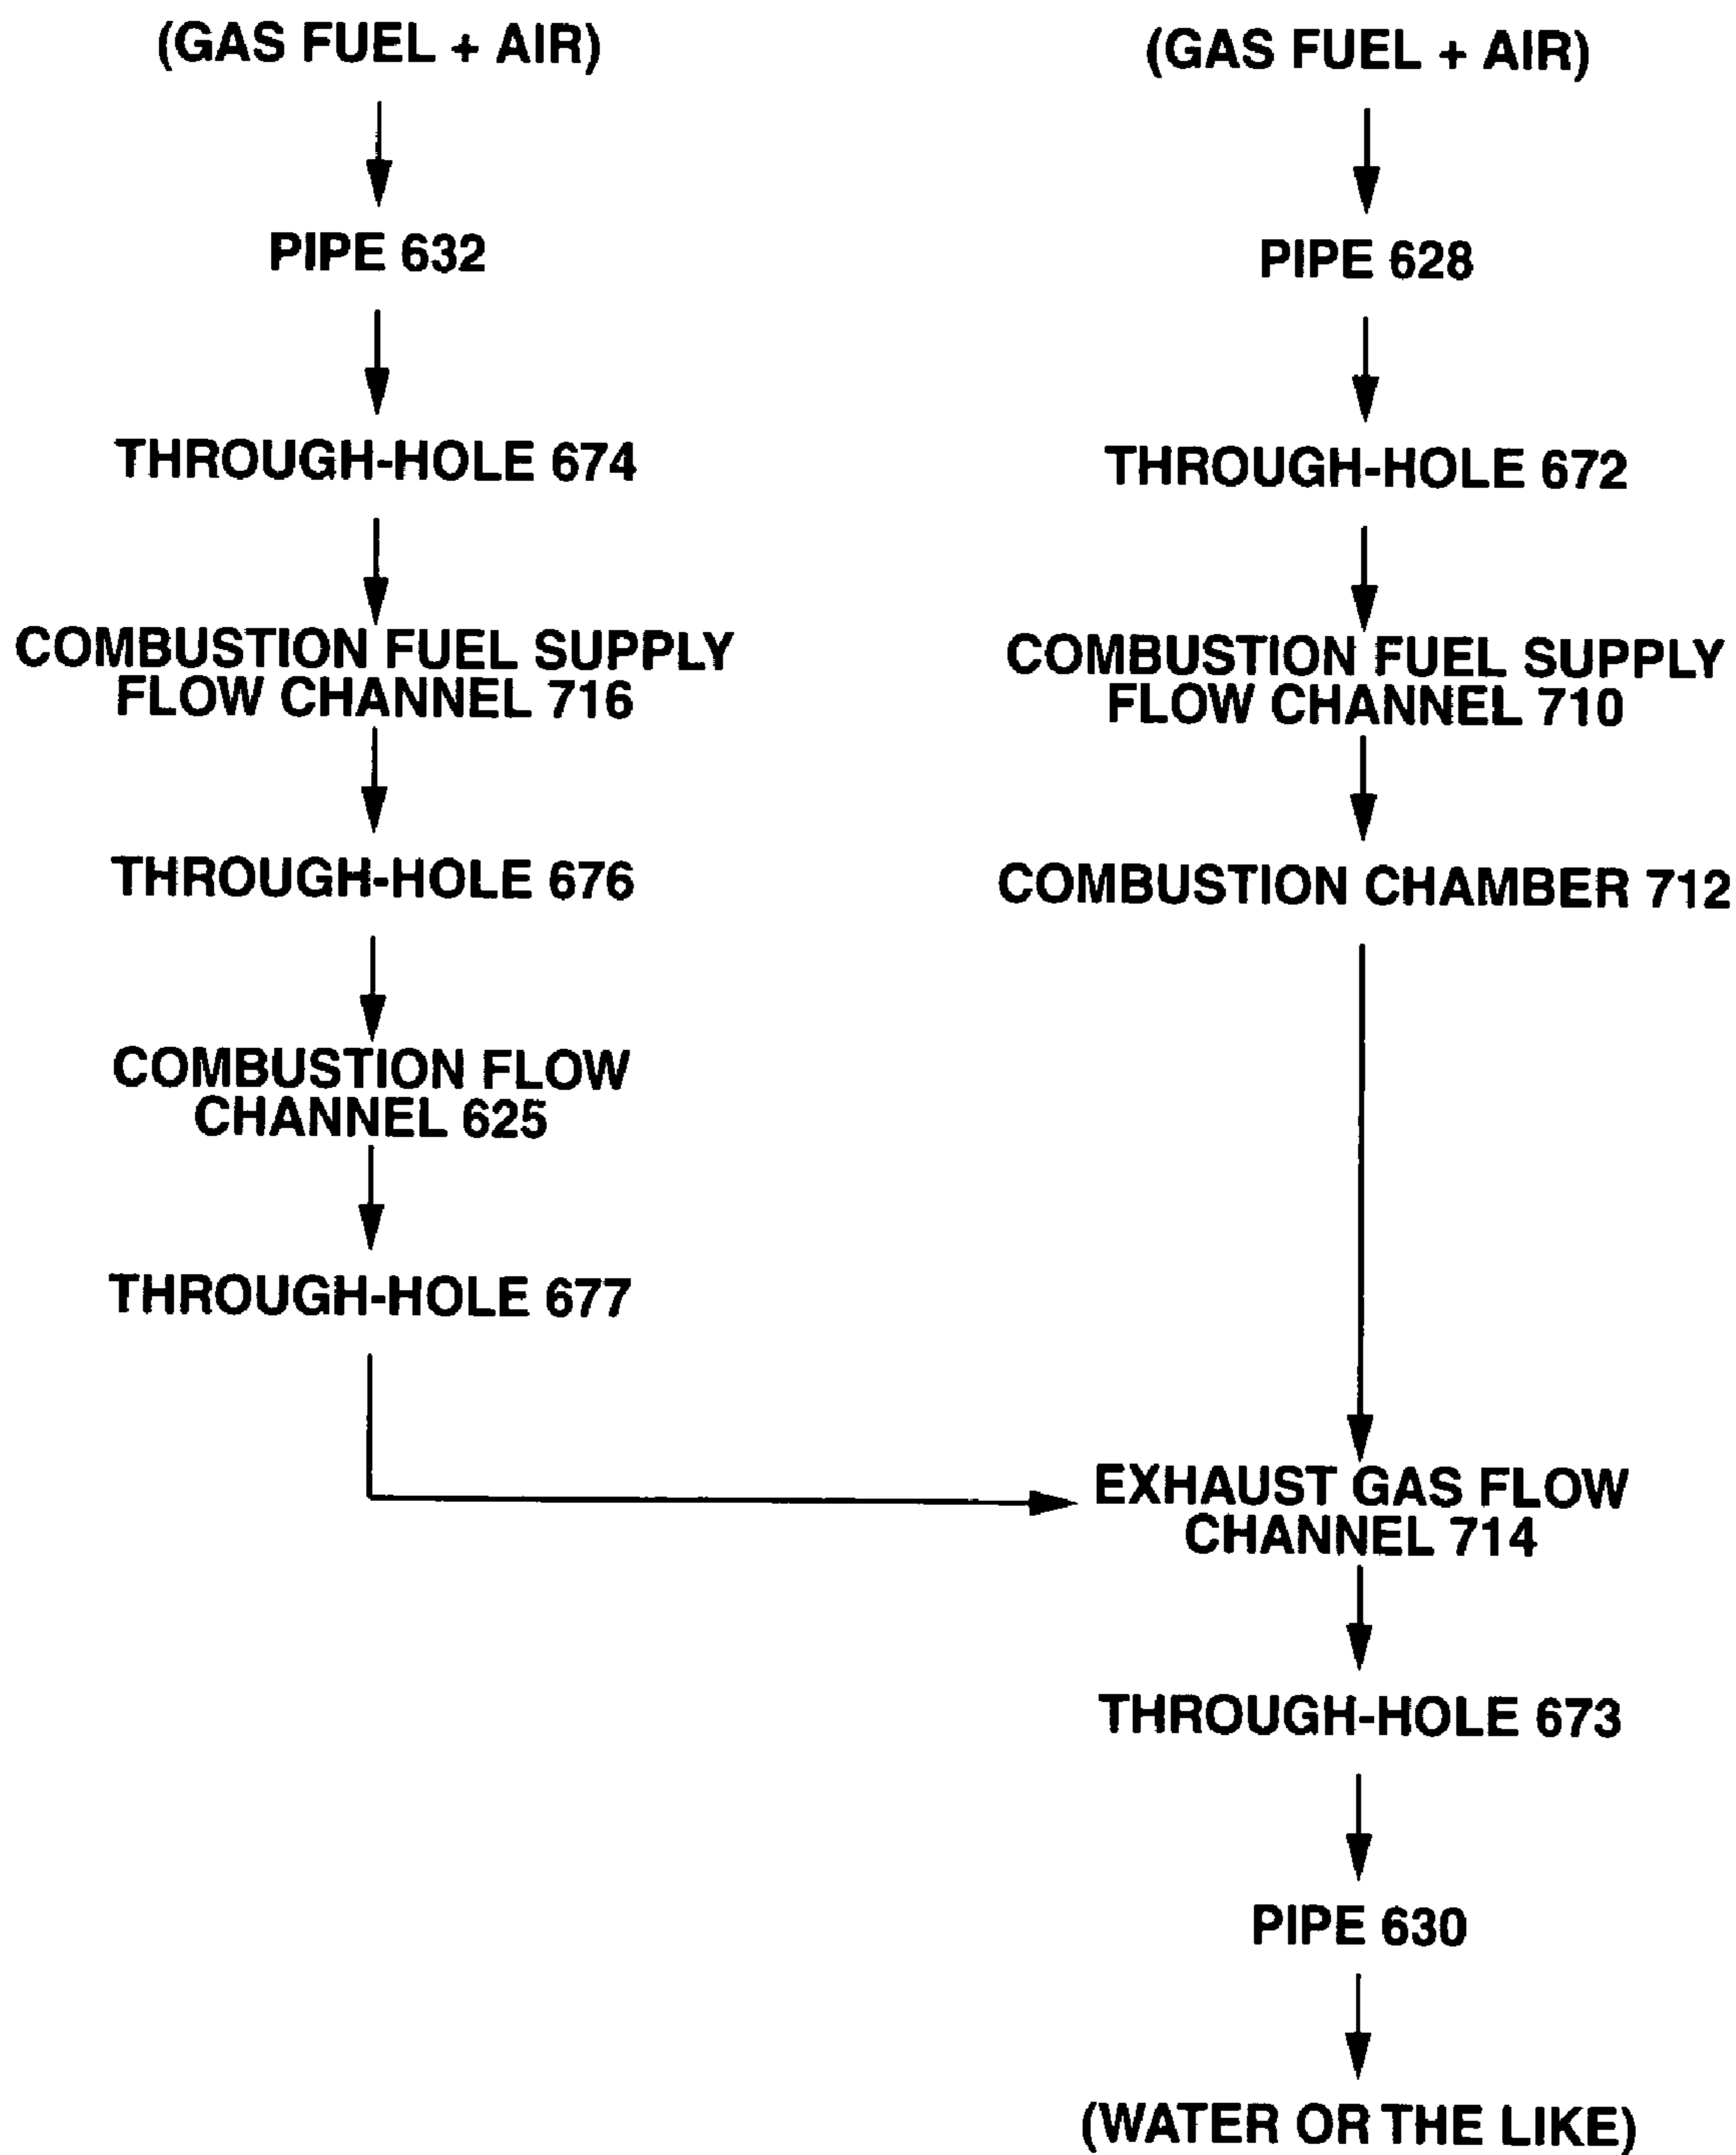 (GAS FUEL + AIR)
PIPE 632
THROUGH-HOLE 674
COMBUSTION FUEL SUPPLY
FLOW CHANNEL 716
THROUGH-HOLE 676
COMBUSTION FLOW
CHANNEL 625
THROUGH-HOLE 677
(GAS FUEL + AIR)
PIPE 628
THROUGH-HOLE 672
COMBUSTION FUEL SUPPLY
FLOW CHANNEL 710
COMBUSTION CHAMBER 712
EXHAUST GAS FLOW
CHANNEL 714
THROUGH-HOLE 673
PIPE 630
(WATER OR THE LIKE)